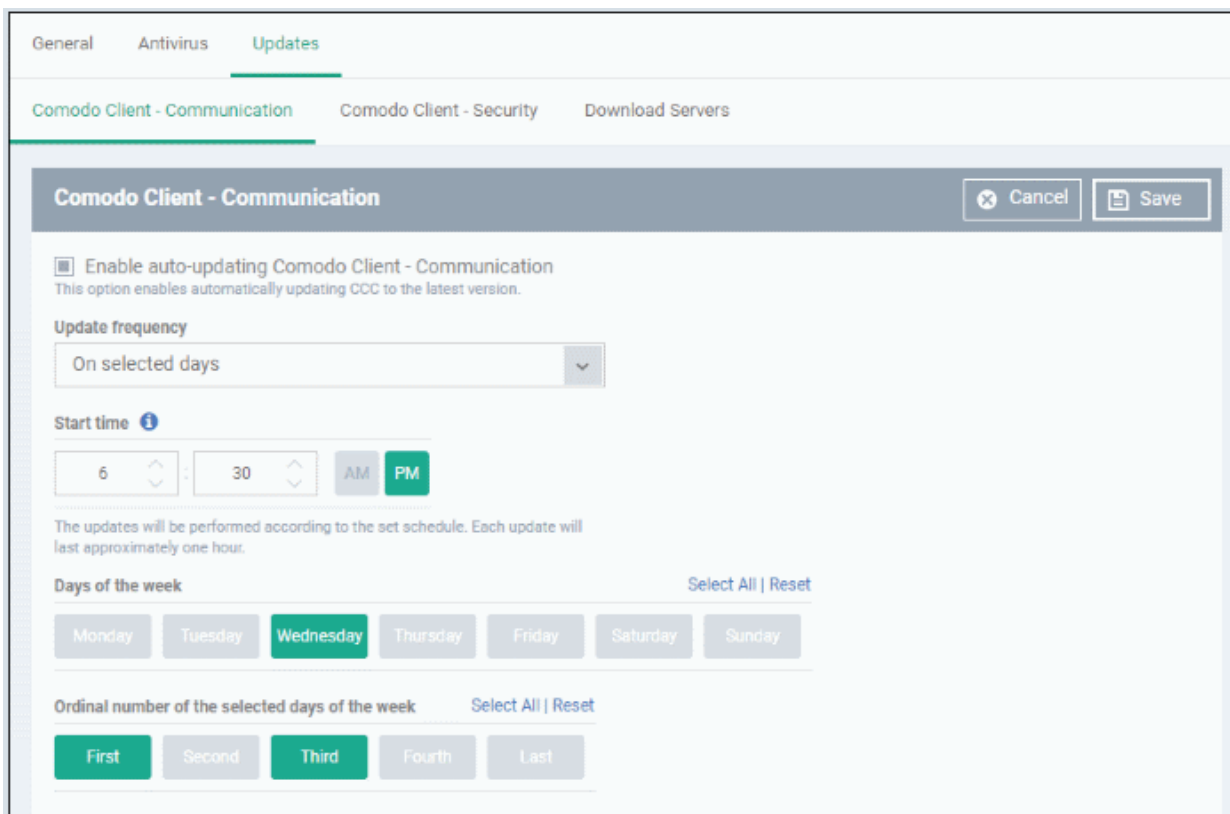 General Antivirus Updates
Comodo Client - Communication Comodo Client - Security Download Servers
Comodo Client - Communication Cancel Save
Enable auto-updating Comodo Client - Communication
This option enables automatically updating CCC to the latest version.
Update frequency
On selected days
Start time
6 : 30 AM PM
The updates will be performed according to the set schedule. Each update will
last approximately one hour.
Days of the week Select All | Reset
Monday Tuesday Wednesday Thursday Friday Saturday Sunday
Ordinal number of the selected days of the week Select All | Reset
First Second Third Fourth Last